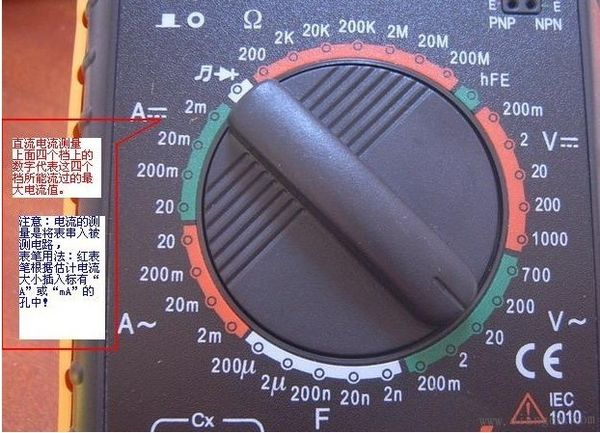 E
E
PNP NPN
Ω
200
2K
20K
200K
2M
20M
200M
hFE
200m
2
V⎓
20
200
1000
700
V~
2
200m
2n
20n
200n
2µ
200µ
F
2m
A~
20m
200m
20
20
200m
20m
2m
A⎓
直流电流测量
上面四个档上的
数字代表这四个
档所能流过的最
大电流值。
注意：电流的测
量是将表串入被
测电路，
表笔用法：红表
笔根据估计电流
大小插入标有“
A”或“mA”的
孔中!
Cx
CE
IEC
1010